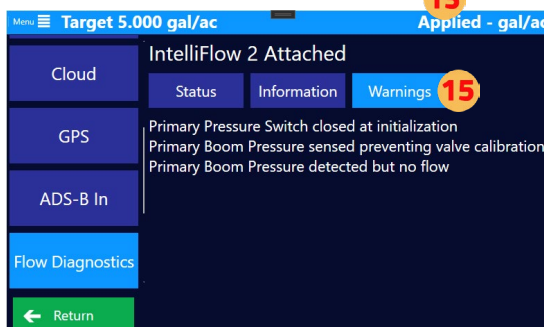 Menu Target 5.000 gal/ac Applied - gal/ac
15
Cloud
GPS
ADS-B In
Flow Diagnostics
Return
IntelliFlow 2 Attached
Status Information Warnings 15
Primary Pressure Switch closed at initialization
Primary Boom Pressure sensed preventing valve calibration
Primary Boom Pressure detected but no flow